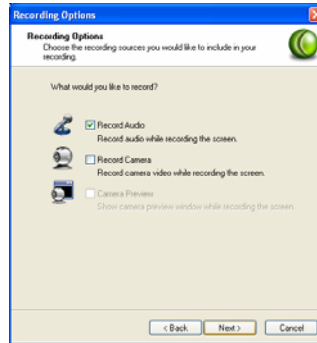 Recording Options
Recording Options
Choose the recording sources you would like to include in your
recording.
What would you like to record?
Record Audio
Record audio while recording the screen.
Record Camera
Record camera video while recording the screen.
Camera Preview
Show camera preview window while recording the screen
< Back
Next >
Cancel